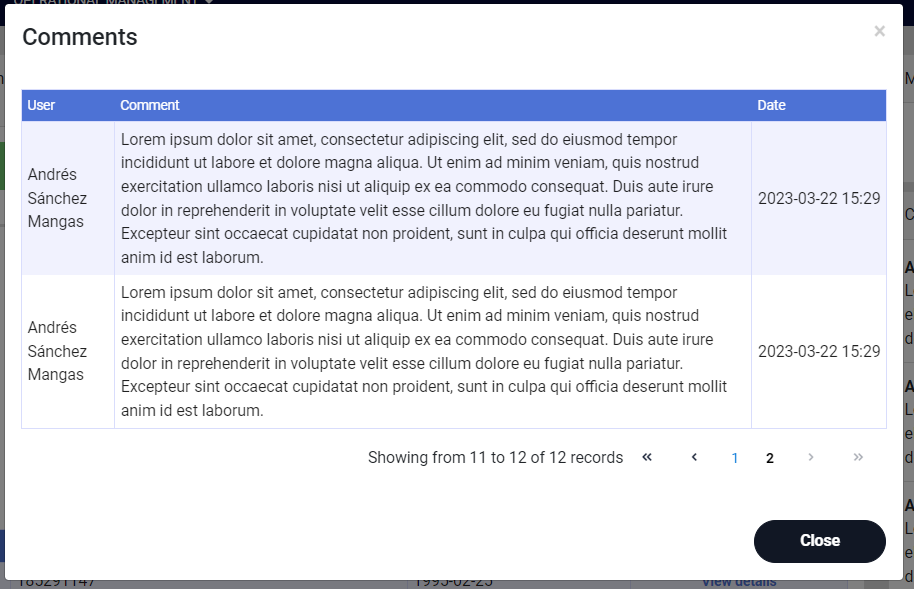 OPERATIONAL MANAGEMENT
Comments
×
User Comment Date
Andrés
Sánchez
Mangas
Lorem ipsum dolor sit amet, consectetur adipiscing elit, sed do eiusmod tempor
incididunt ut labore et dolore magna aliqua. Ut enim ad minim veniam, quis nostrud
exercitation ullamco laboris nisi ut aliquip ex ea commodo consequat. Duis aute irure
dolor in reprehenderit in voluptate velit esse cillum dolore eu fugiat nulla pariatur.
Excepteur sint occaecat cupidatat non proident, sunt in culpa qui officia deserunt mollit
anim id est laborum.
2023-03-22 15:29
Andrés
Sánchez
Mangas
Lorem ipsum dolor sit amet, consectetur adipiscing elit, sed do eiusmod tempor
incididunt ut labore et dolore magna aliqua. Ut enim ad minim veniam, quis nostrud
exercitation ullamco laboris nisi ut aliquip ex ea commodo consequat. Duis aute irure
dolor in reprehenderit in voluptate velit esse cillum dolore eu fugiat nulla pariatur.
Excepteur sint occaecat cupidatat non proident, sunt in culpa qui officia deserunt mollit
anim id est laborum.
2023-03-22 15:29
Showing from 11 to 12 of 12 records « ‹ 1 2 › »
Close
185291147 1995-02-25 View details